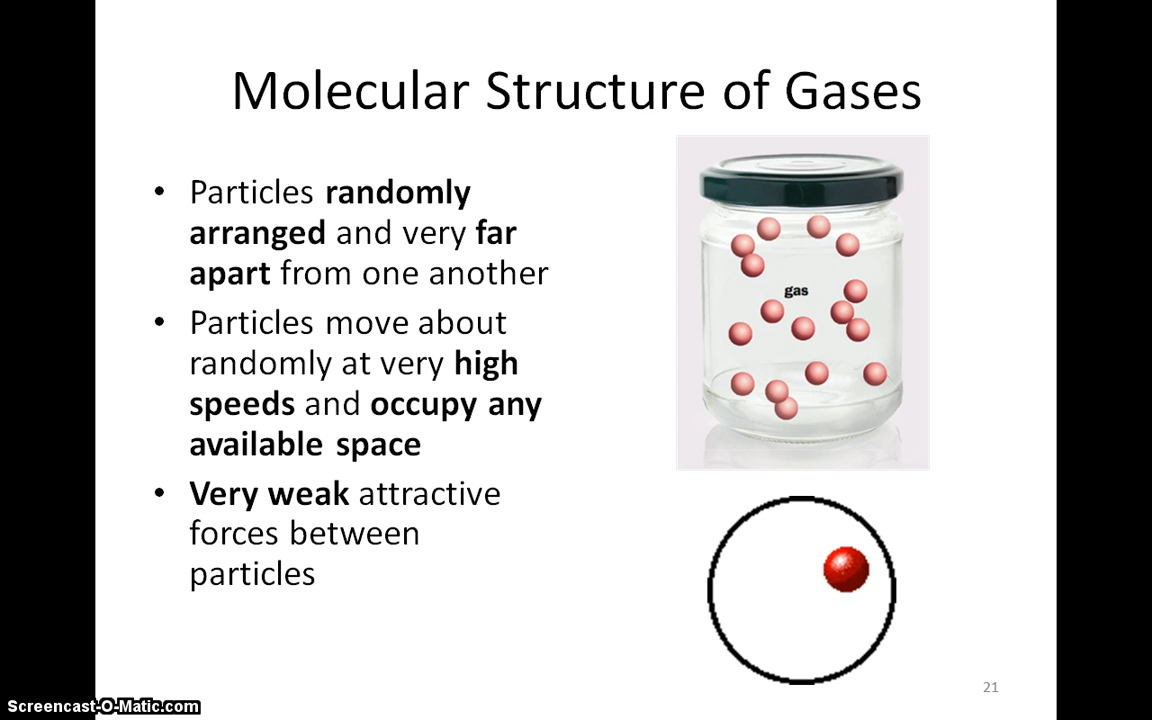 Molecular Structure of Gases
• Particles randomly
arranged and very far
apart from one another
• Particles move about
randomly at very high
speeds and occupy any
available space
• Very weak attractive
forces between
particles
gas
21
Screencast-O-Matic.com